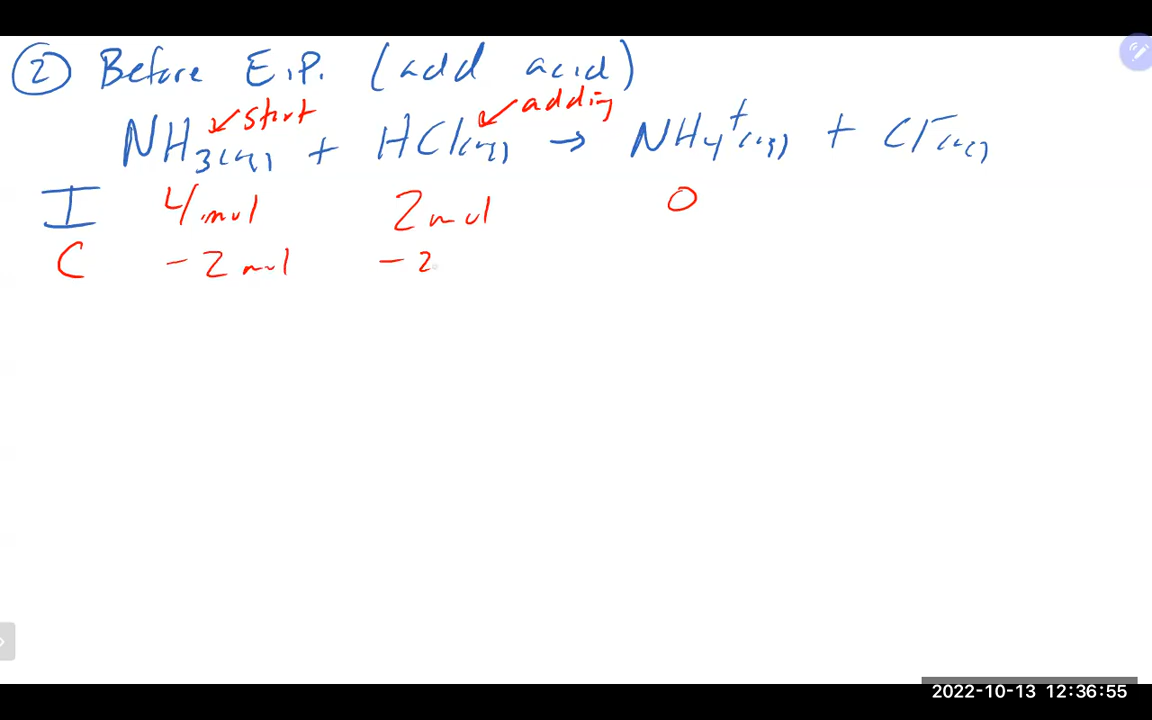 ② Before E.P. (add acid)
start adding
NH₃(aq) + HCl(aq) → NH₄⁺(aq) + Cl⁻(aq)
I 4 mol 2 mol 0
C -2 mol -2
2022-10-13 12:36:55